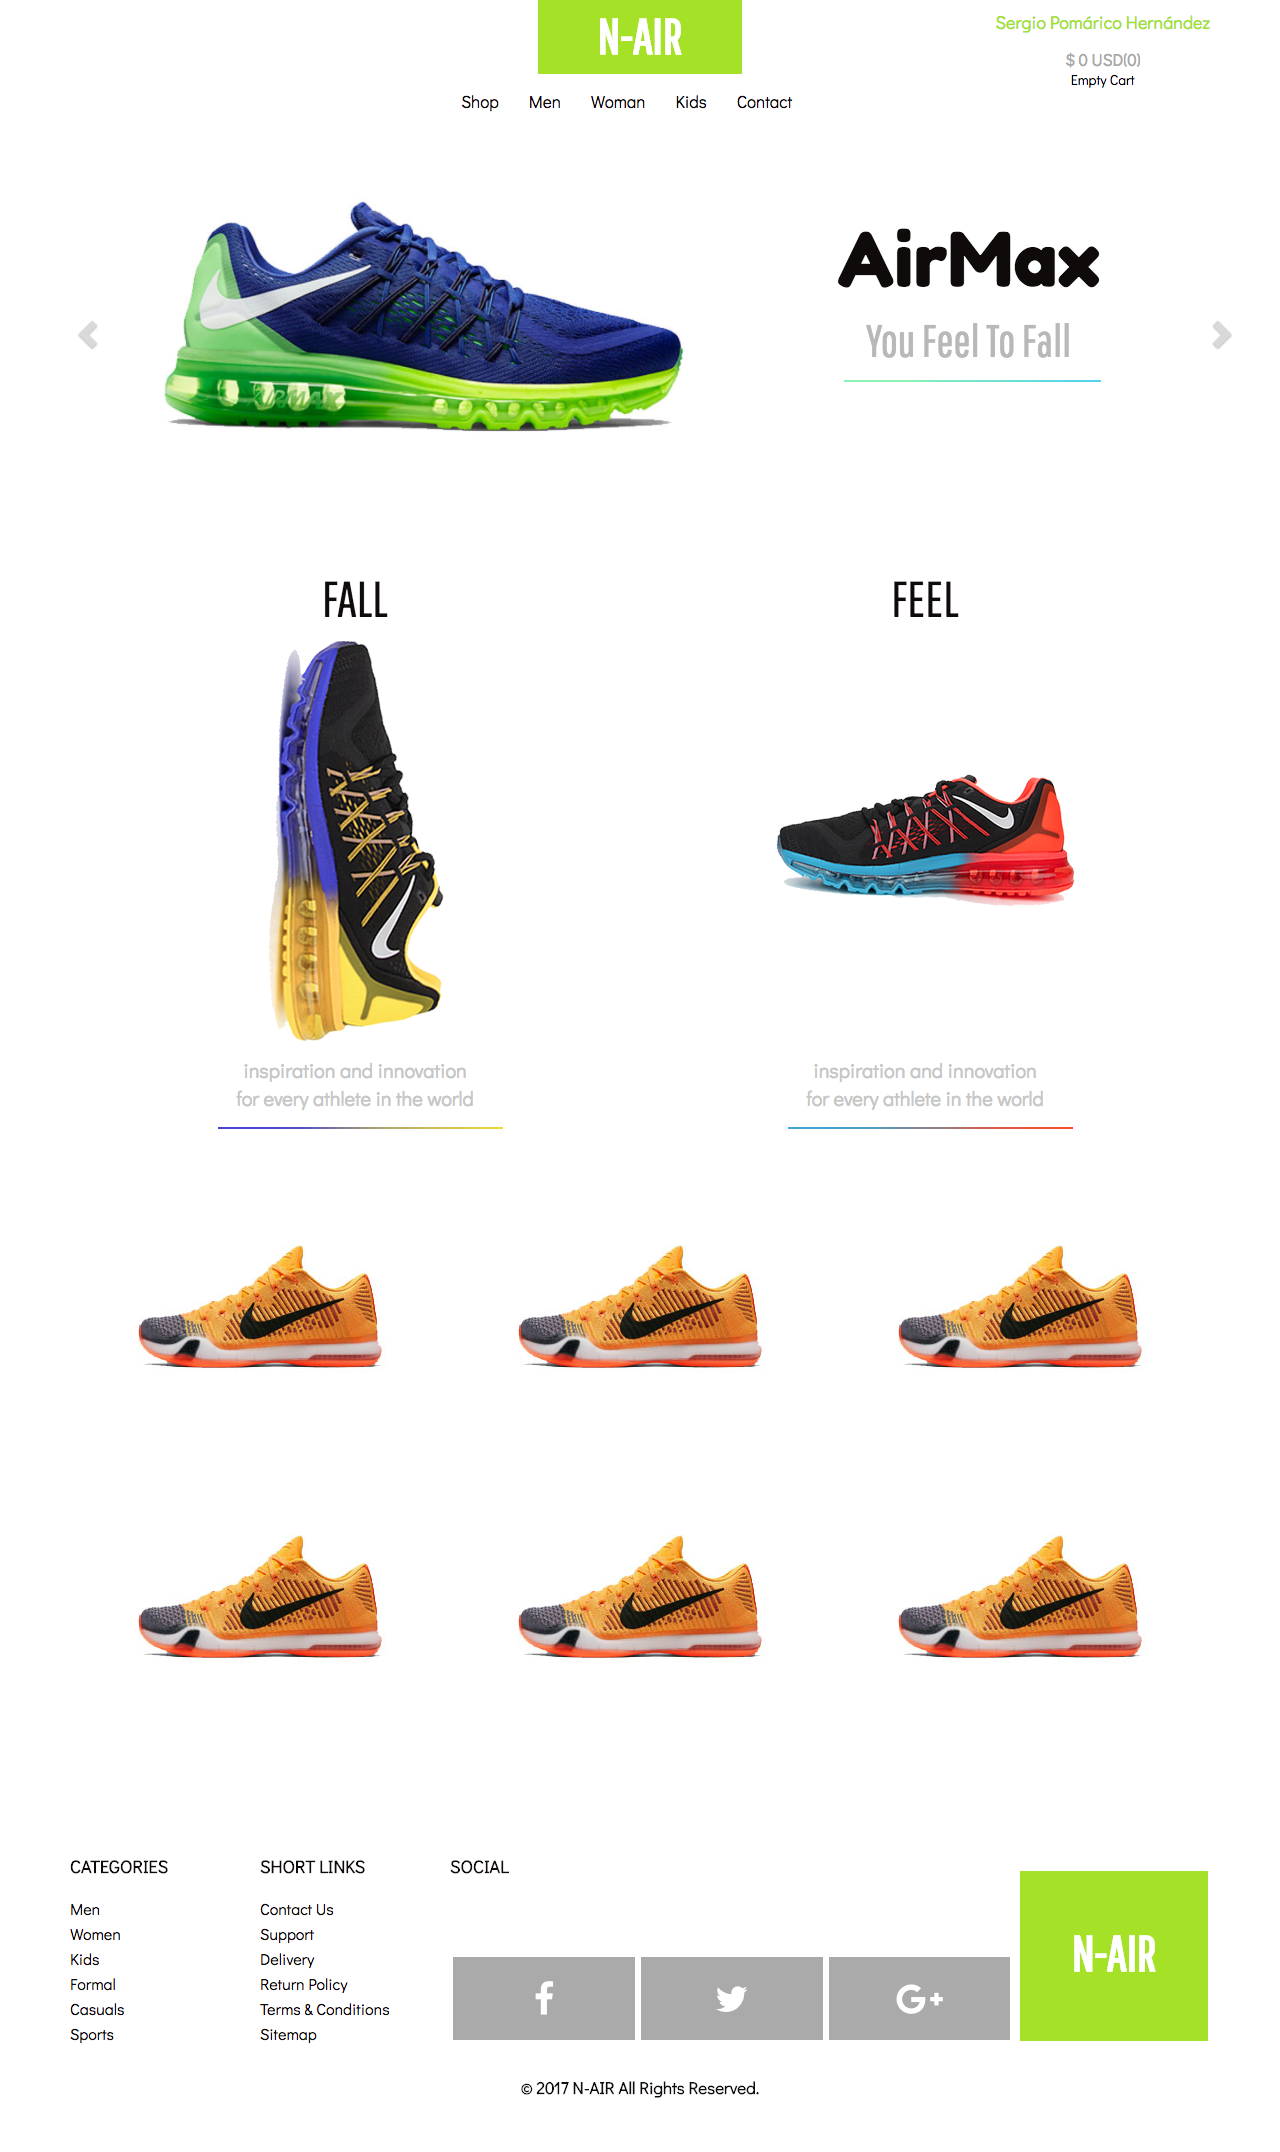 N-AIR
Sergio Pomárico Hernández
$ 0 USD(0)
Empty Cart
Shop Men Woman Kids Contact
AirMax
You Feel To Fall
AIRMAX
FALL
FEEL
inspiration and innovation
for every athlete in the world
inspiration and innovation
for every athlete in the world
CATEGORIES
Men
Women
Kids
Formal
Casuals
Sports
SHORT LINKS
Contact Us
Support
Delivery
Return Policy
Terms & Conditions
Sitemap
SOCIAL
f
G+
N-AIR
© 2017 N-AIR All Rights Reserved.